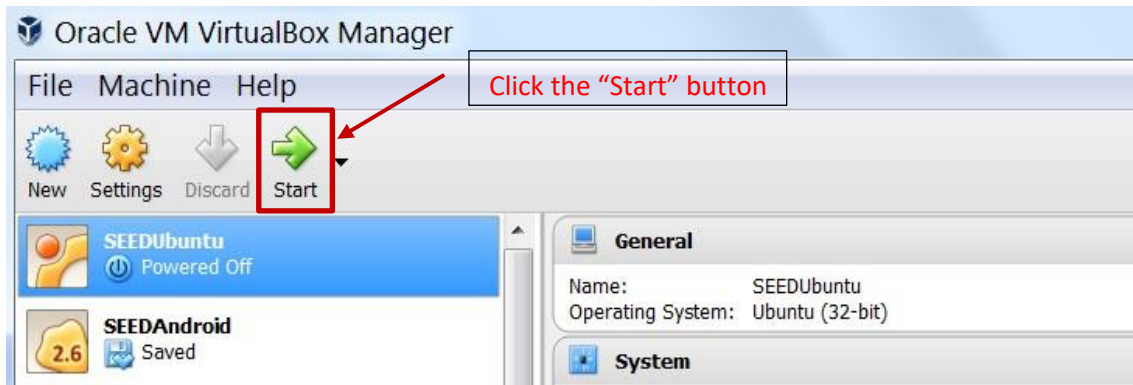 Oracle VM VirtualBox Manager
File Machine Help
Click the “Start” button
New Settings Discard Start
SEEDUbuntu
Powered Off
SEEDAndroid
2.6
Saved
General
Name: SEEDUbuntu
Operating System: Ubuntu (32-bit)
System